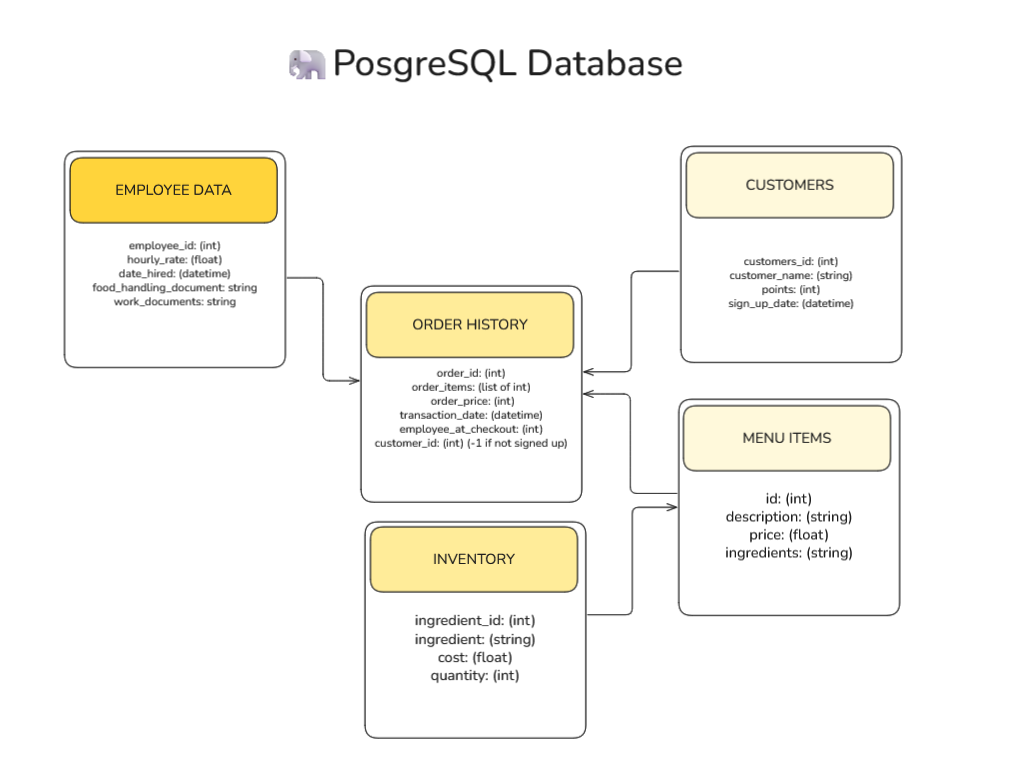 PosgreSQL Database
EMPLOYEE DATA
employee_id: (int)
hourly_rate: (float)
date_hired: (datetime)
food_handling_document: string
work_documents: string
ORDER HISTORY
order_id: (int)
order_items: (list of int)
order_price: (int)
transaction_date: (datetime)
employee_at_checkout: (int)
customer_id: (int) (-1 if not signed up)
CUSTOMERS
customers_id: (int)
customer_name: (string)
points: (int)
sign_up_date: (datetime)
MENU ITEMS
id: (int)
description: (string)
price: (float)
ingredients: (string)
INVENTORY
ingredient_id: (int)
ingredient: (string)
cost: (float)
quantity: (int)